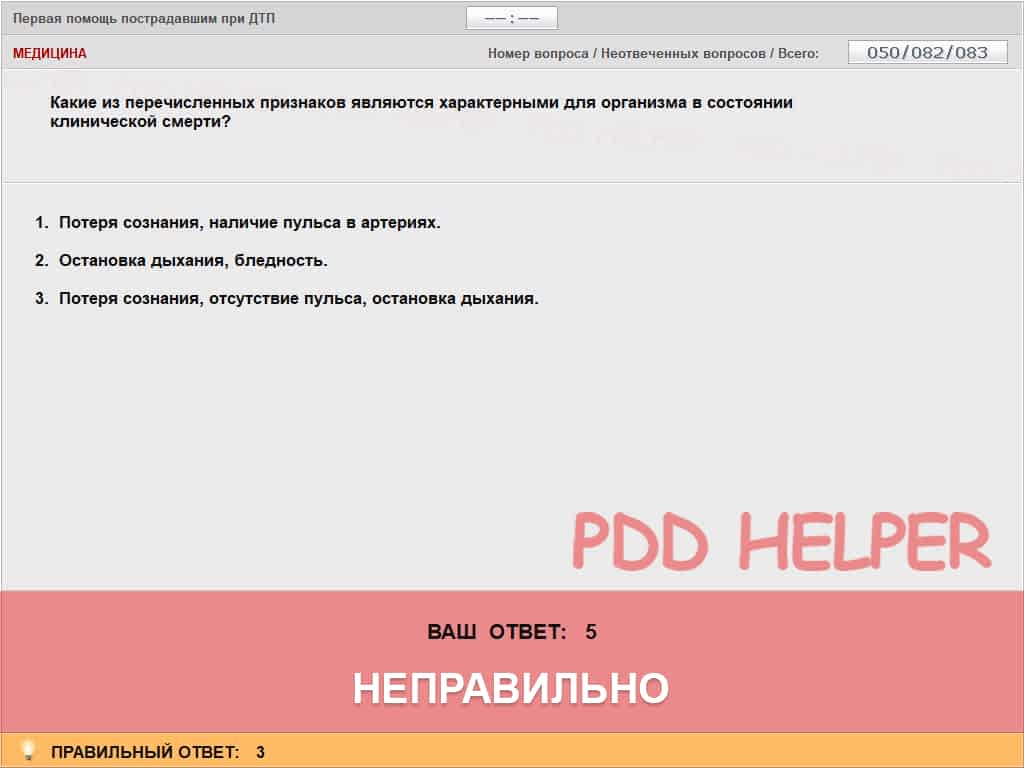 Первая помощь пострадавшим при ДТП
—— : ——
МЕДИЦИНА
Номер вопроса / Неотвеченных вопросов / Всего:
050/082/083
Какие из перечисленных признаков являются характерными для организма в состоянии
клинической смерти?
1. Потеря сознания, наличие пульса в артериях.
2. Остановка дыхания, бледность.
3. Потеря сознания, отсутствие пульса, остановка дыхания.
PDD HELPER
ВАШ ОТВЕТ: 5
НЕПРАВИЛЬНО
ПРАВИЛЬНЫЙ ОТВЕТ: 3